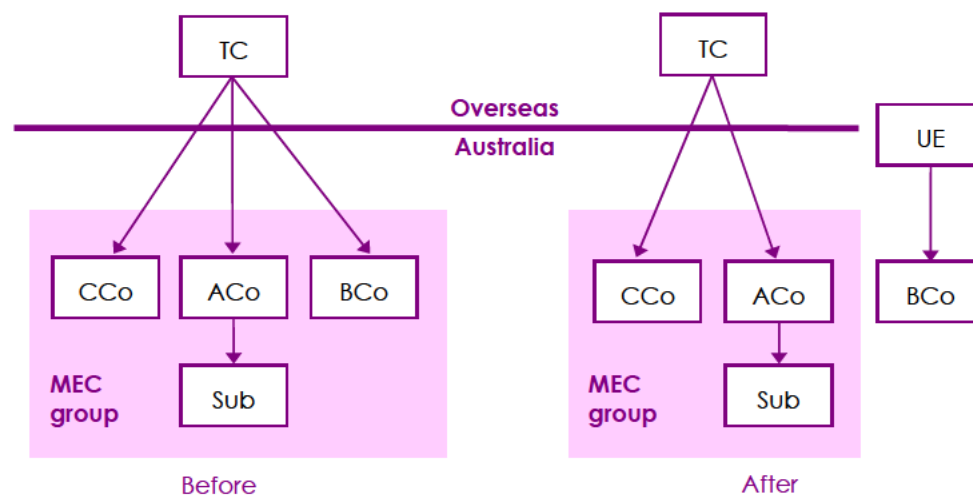 TC
TC
Overseas
Australia
UE
CCo
ACo
BCo
CCo
ACo
BCo
MEC
group
Sub
MEC
group
Sub
Before
After